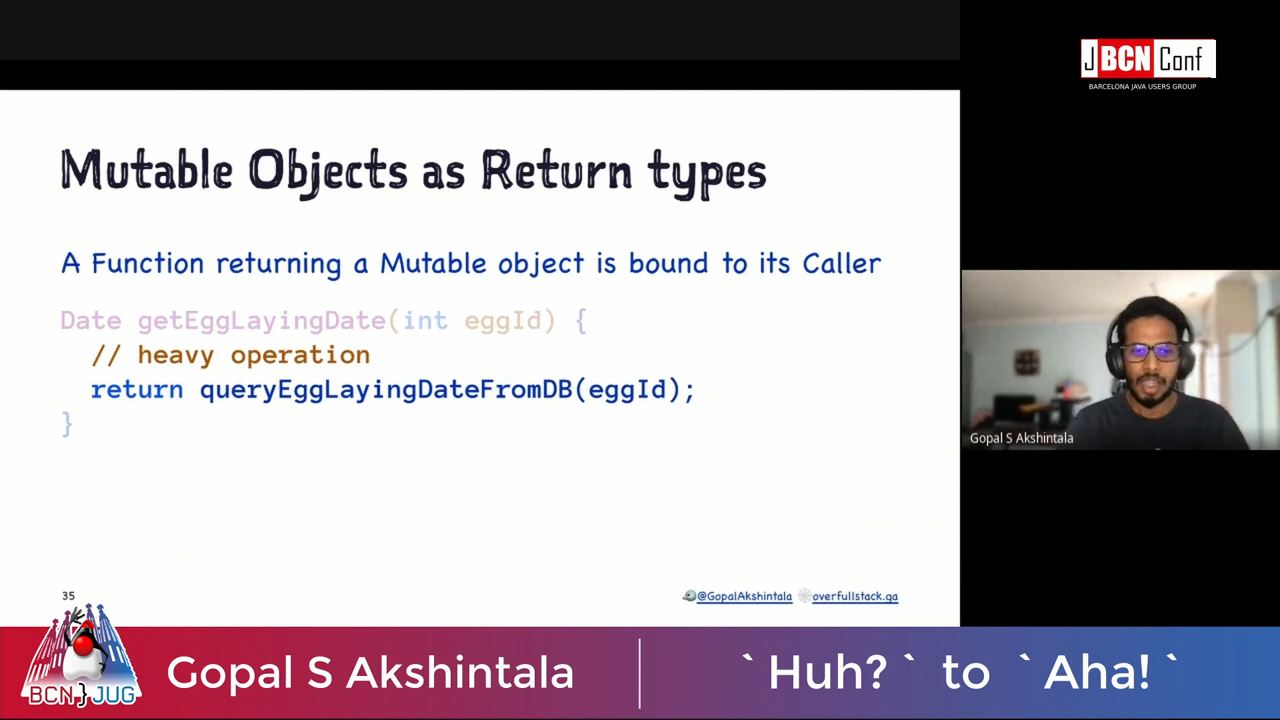 JBCNConf
BARCELONA JAVA USERS GROUP
Mutable Objects as Return types
A Function returning a Mutable object is bound to its Caller
Date getEggLayingDate(int eggId) {
// heavy operation
return queryEggLayingDateFromDB(eggId);
}
Gopal S Akshintala
35
@GopalAkshintala
overfullstack.ga
BCN}JUG
Gopal S Akshintala
`Huh?` to `Aha!`